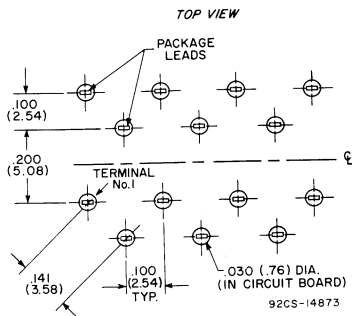 TOP VIEW
PACKAGE
LEADS
.100
(2.54)
.200
(5.08)
℄
TERMINAL
No.1
.141
(3.58)
.100
(2.54)
TYP.
.030 (.76) DIA.
(IN CIRCUIT BOARD)
92CS-14873